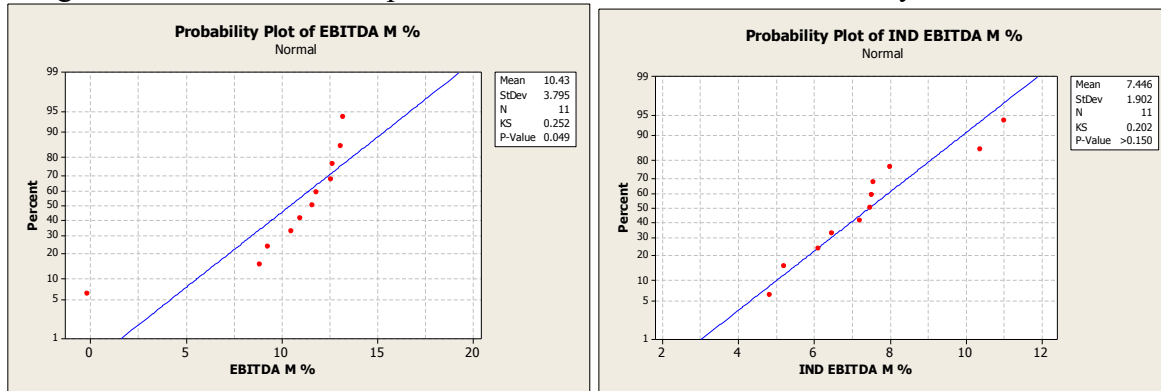 Probability Plot of EBITDA M %
Normal
99
95
90
80
70
60
50
40
30
20
10
5
1
Percent
0 5 10 15 20
EBITDA M %
Mean 10.43
StDev 3.795
N 11
KS 0.252
P-Value 0.049
Probability Plot of IND EBITDA M %
Normal
99
95
90
80
70
60
50
40
30
20
10
5
1
Percent
2 4 6 8 10 12
IND EBITDA M %
Mean 7.446
StDev 1.902
N 11
KS 0.202
P-Value >0.150